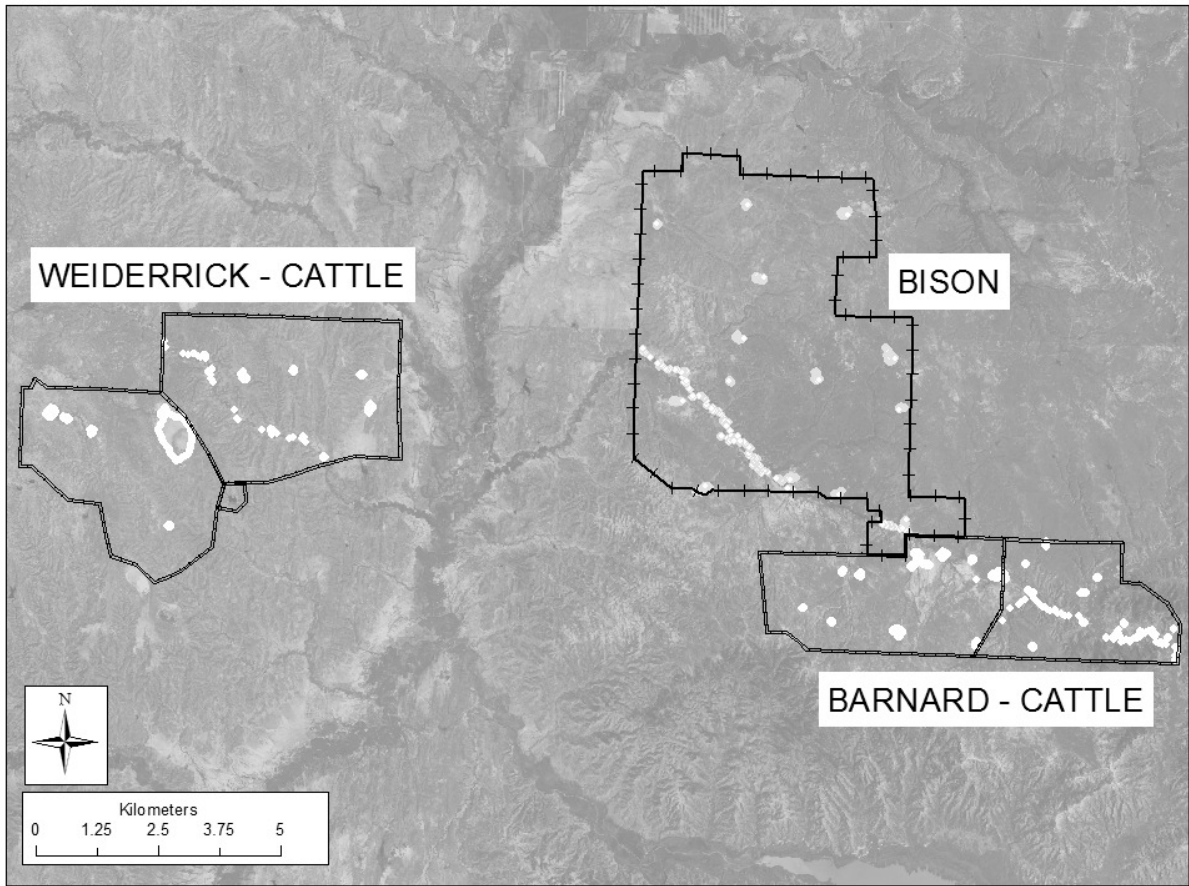 WEIDERRICK - CATTLE
BISON
BARNARD - CATTLE
N
Kilometers
0 1.25 2.5 3.75 5